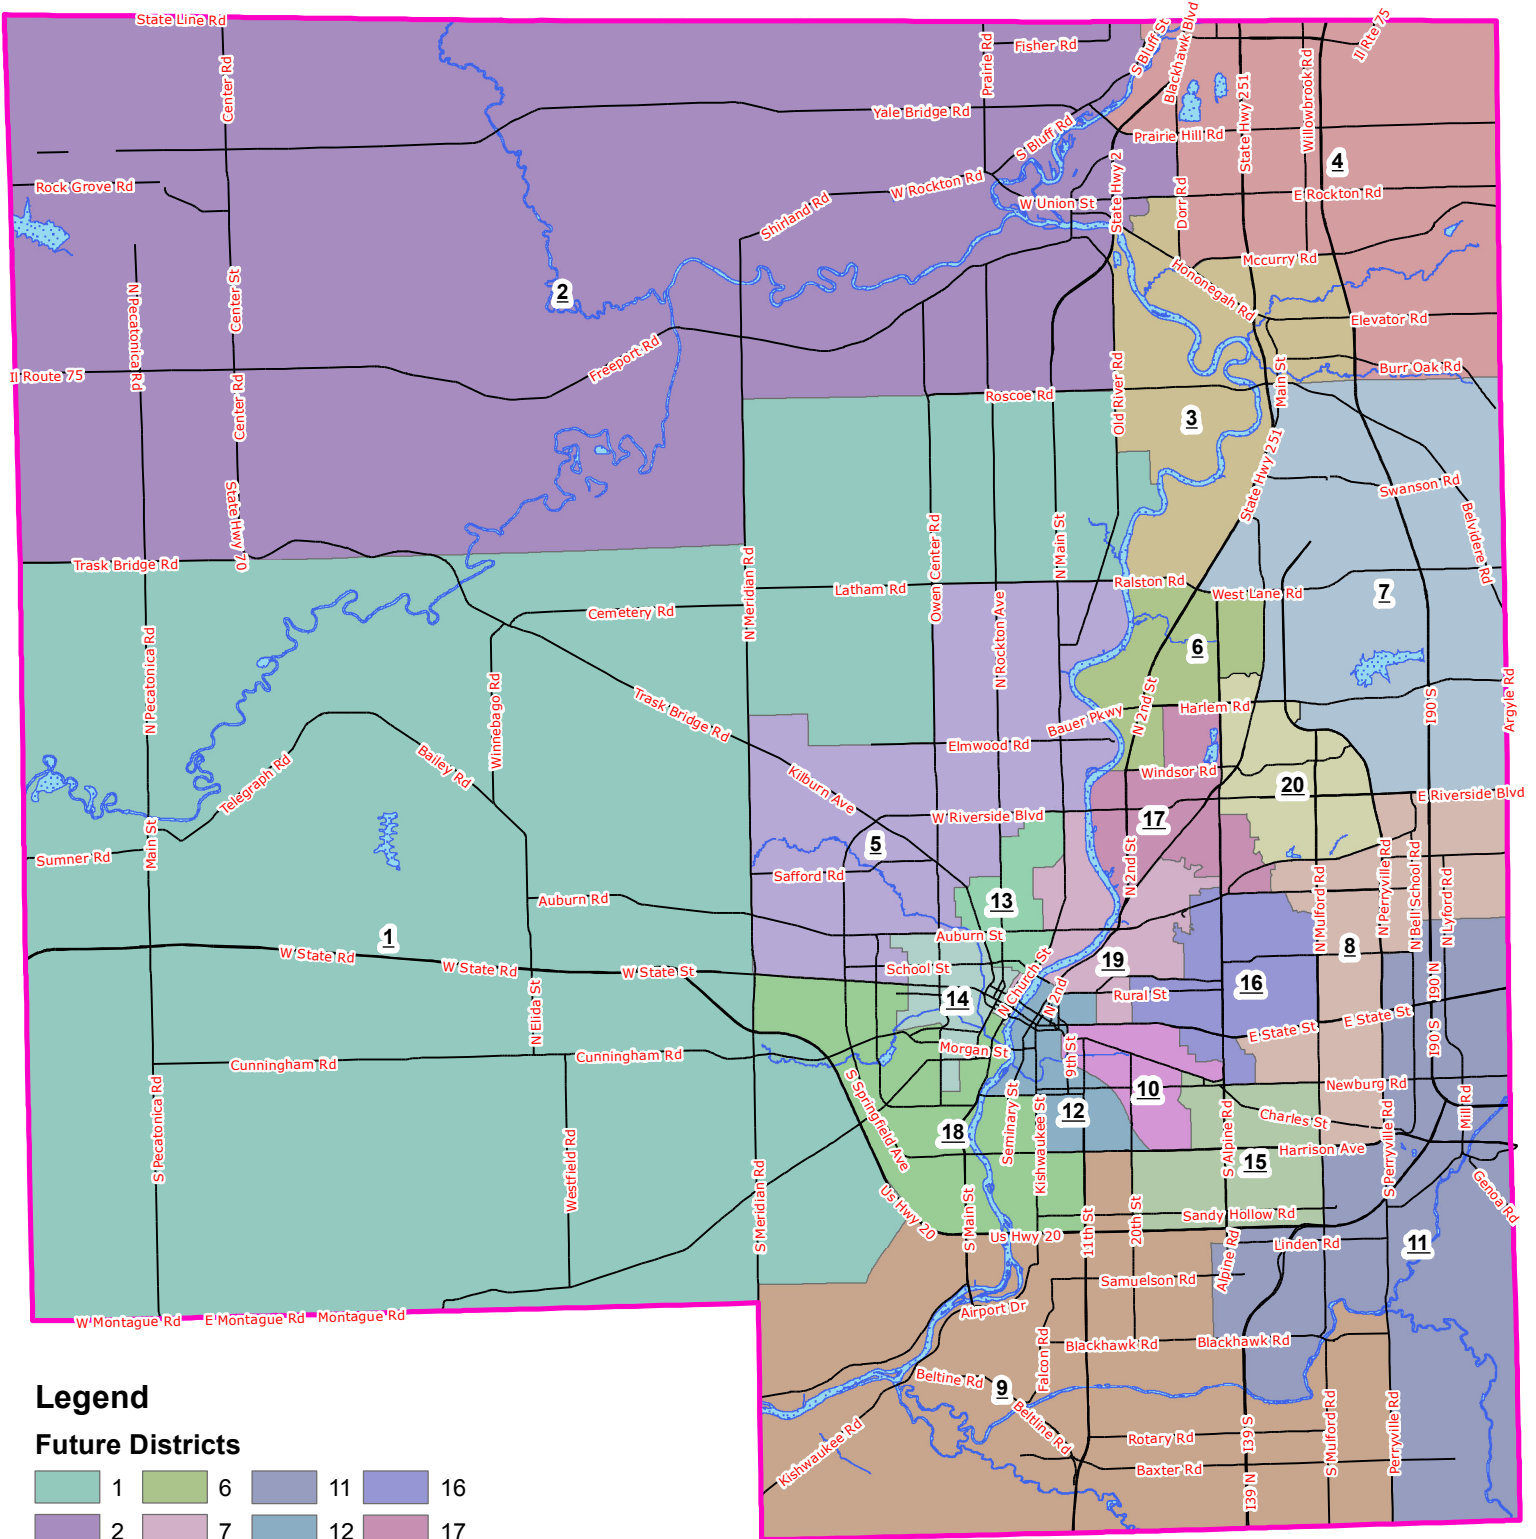 State Line Rd
Center Rd
Prairie Rd
Fisher Rd
S Bluff St
Blackhawk Blvd
Il Rte 75
State Hwy 251
Willowbrook Rd
Yale Bridge Rd
S Bluff Rd
Prairie Hill Rd
4
Rock Grove Rd
W Rockton Rd
State Hwy 2
Dorr Rd
E Rockton Rd
Shirland Rd
W Union St
Mccurry Rd
Hononegah Rd
N Pecatonica Rd
Center St
2
Elevator Rd
Freeport Rd
Il Route 75
Center Rd
Roscoe Rd
Old River Rd
Main St
Burr Oak Rd
3
State Hwy 251
State Hwy 70
Swanson Rd
Belvidere Rd
Trask Bridge Rd
N Meridian Rd
Owen Center Rd
N Main St
Latham Rd
Ralston Rd
West Lane Rd
7
Cemetery Rd
N Rockton Ave
6
N Pecatonica Rd
Winnebago Rd
Trask Bridge Rd
Bauer Pkwy
N 2nd St
Harlem Rd
I90 S
Argyle Rd
Elmwood Rd
Telegraph Rd
Bailey Rd
Kilburn Ave
Windsor Rd
20
E Riverside Blvd
W Riverside Blvd
17
Main St
Sumner Rd
5
Safford Rd
N 2nd St
N Mulford Rd
N Perryville Rd
N Bell School Rd
N Lyford Rd
Auburn Rd
13
1
Auburn St
8
W State Rd
W State Rd
W State St
School St
N Church St
19
16
I90 N
14
N 2nd
Rural St
N Elida St
E State St
E State St
I90 S
Cunningham Rd
Cunningham Rd
Morgan St
9th St
S Pecatonica Rd
S Springfield Ave
Seminary St
Kishwaukee St
10
12
Newburg Rd
Charles St
Mill Rd
18
S Alpine Rd
Harrison Ave
15
S Perryville Rd
Westfield Rd
S Meridian Rd
Us Hwy 20
S Main St
Us Hwy 20
11th St
20th St
Sandy Hollow Rd
Genoa Rd
Linden Rd
11
Alpine Rd
Samuelson Rd
Airport Dr
W Montague Rd
E Montague Rd
Montague Rd
Falcon Rd
Blackhawk Rd
Blackhawk Rd
Beltine Rd
9
Beltline Rd
Kishwaukee Rd
Rotary Rd
Baxter Rd
I39 S
I39 N
S Mulford Rd
Perryville Rd
Legend
Future Districts
1 6 11 16
2 7 12 17